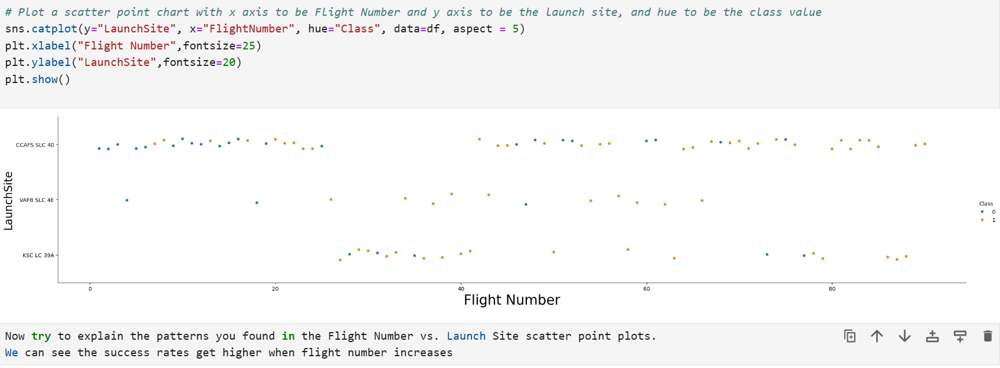 # Plot a scatter point chart with x axis to be Flight Number and y axis to be the launch site, and hue to be the class value
sns.catplot(y="LaunchSite", x="FlightNumber", hue="Class", data=df, aspect = 5)
plt.xlabel("Flight Number",fontsize=25)
plt.ylabel("LaunchSite",fontsize=20)
plt.show()
CCAFS SLC 40
VAFB SLC 4E
KSC LC 39A
LaunchSite
0 20 40 60 80
Flight Number
Class
0
1
Now try to explain the patterns you found in the Flight Number vs. Launch Site scatter point plots.
We can see the success rates get higher when flight number increases